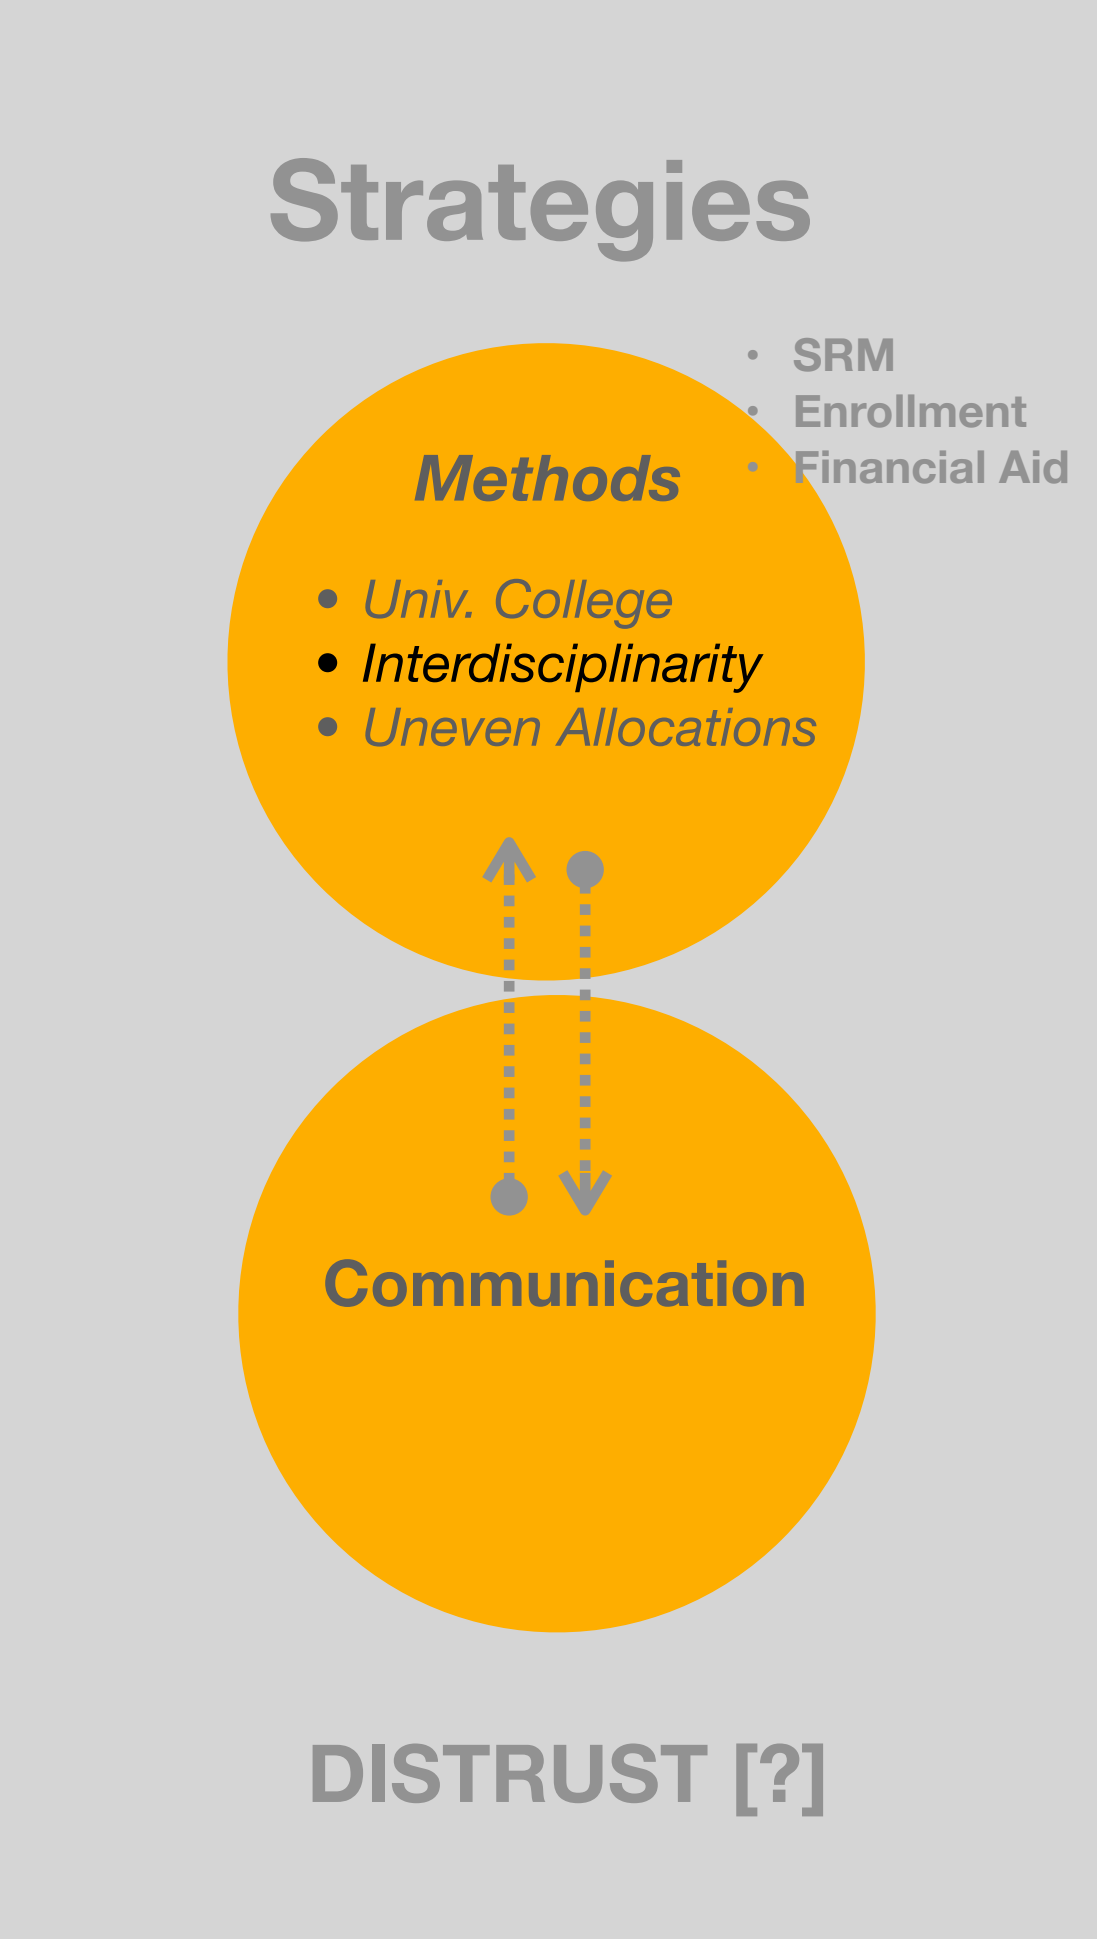 Strategies
• SRM
• Enrollment
• Financial Aid
Methods
• Univ. College
• Interdisciplinarity
• Uneven Allocations
Communication
DISTRUST [?]